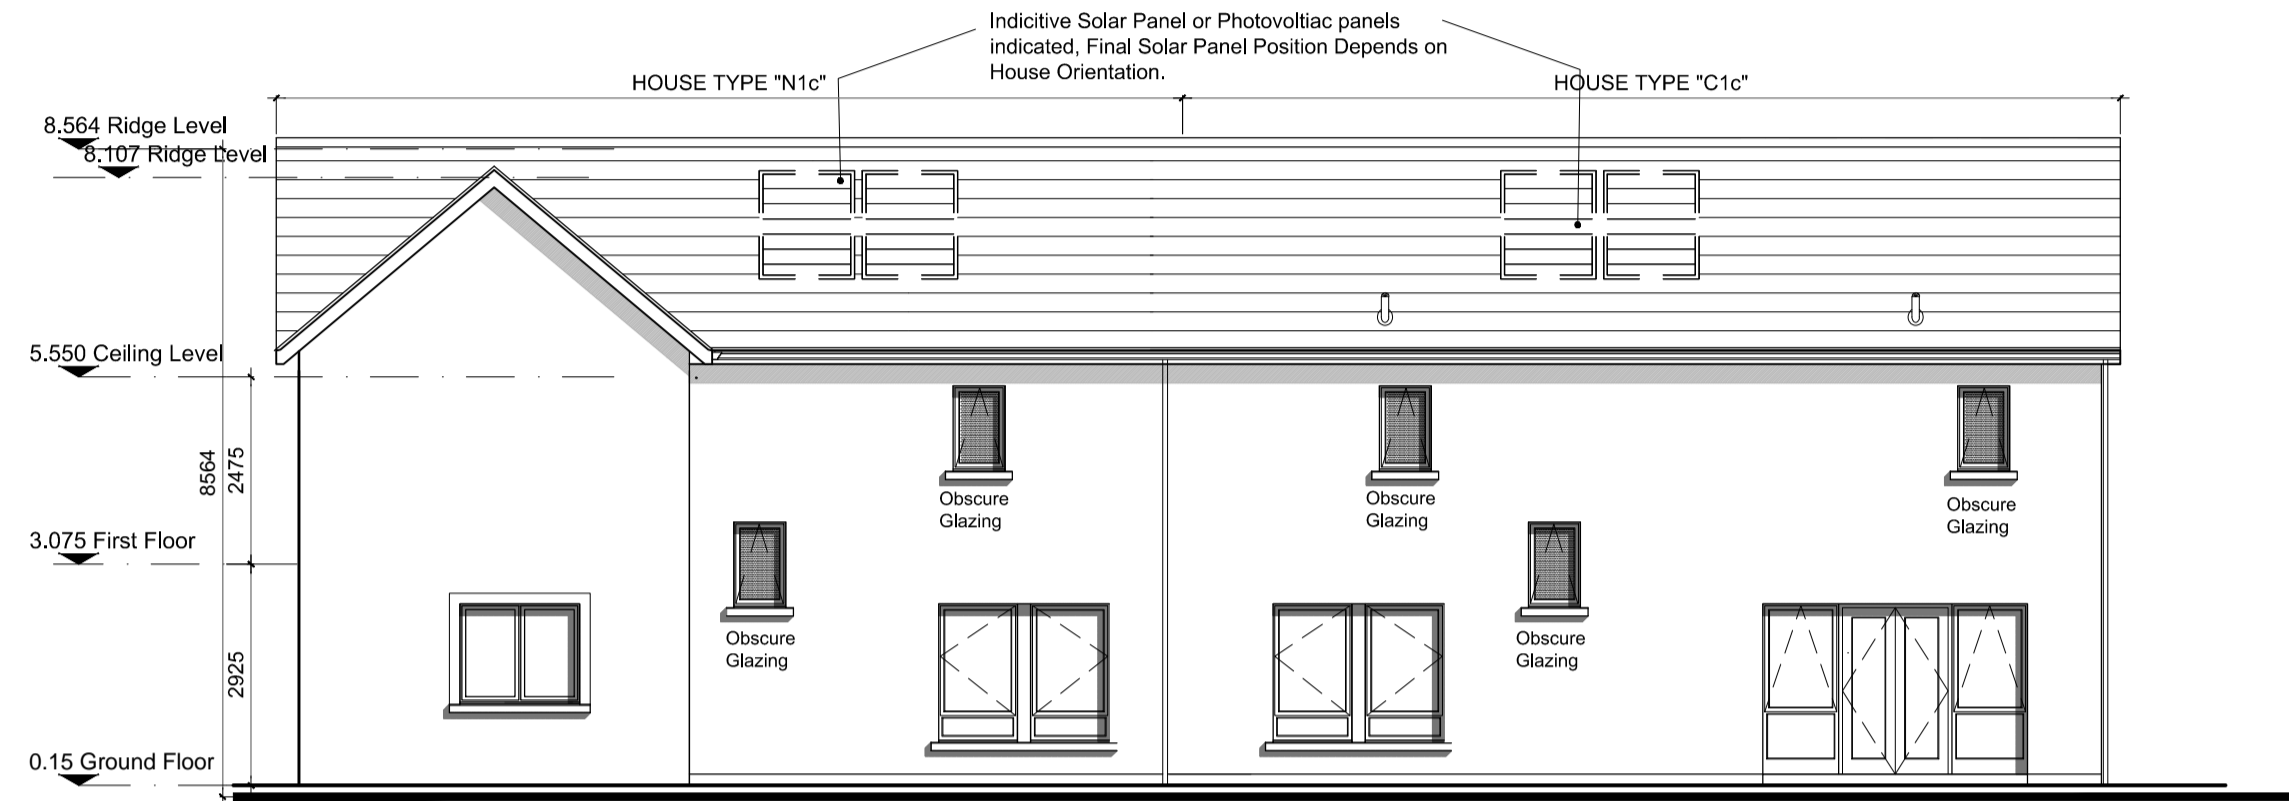 Indicitive Solar Panel or Photovoltiac panels
indicated, Final Solar Panel Position Depends on
House Orientation.
HOUSE TYPE "N1c"
HOUSE TYPE "C1c"
8.564 Ridge Level
8.107 Ridge Level
5.550 Ceiling Level
8564
2475
Obscure
Glazing
Obscure
Glazing
Obscure
Glazing
3.075 First Floor
2925
Obscure
Glazing
Obscure
Glazing
0.15 Ground Floor